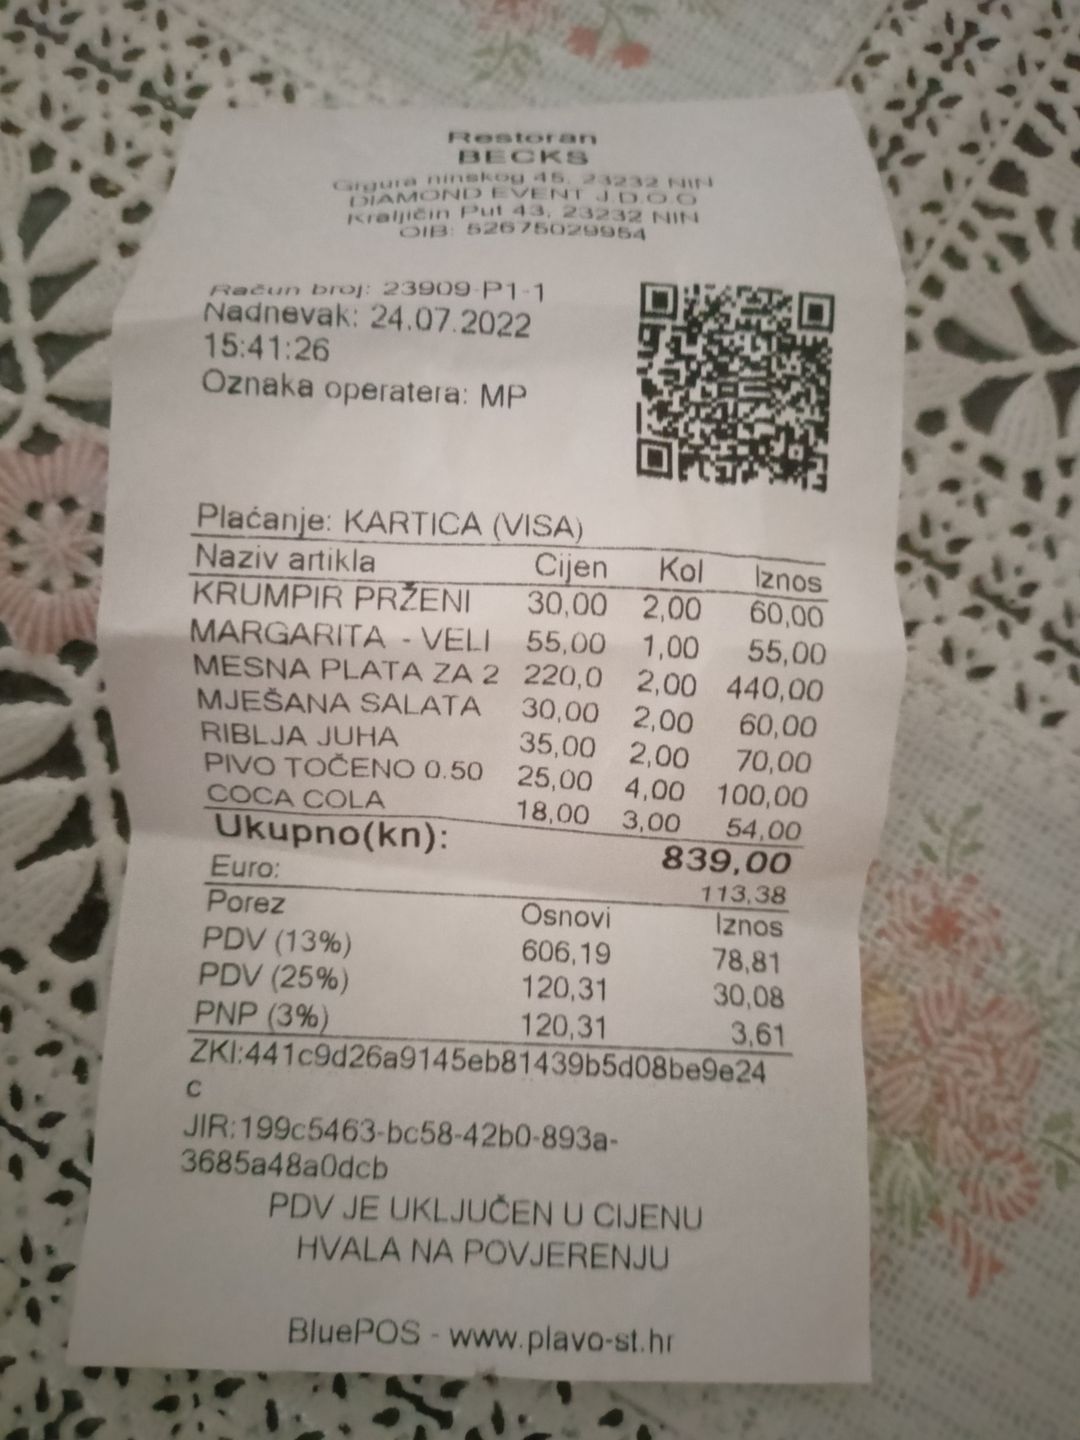 Restoran
BECKS
Grgura ninskog 45, 23232 NIN
DIAMOND EVENT J.D.O.O
Kraljičin Put 43, 23232 NIN
OIB: 52675029954
Račun broj: 23909-P1-1
Nadnevak: 24.07.2022
15:41:26
Oznaka operatera: MP
Plaćanje: KARTICA (VISA)
Naziv artikla Cijen Kol Iznos
KRUMPIR PRŽENI 30,00 2,00 60,00
MARGARITA - VELI 55,00 1,00 55,00
MESNA PLATA ZA 2 220,0 2,00 440,00
MJEŠANA SALATA 30,00 2,00 60,00
RIBLJA JUHA 35,00 2,00 70,00
PIVO TOČENO 0.50 25,00 4,00 100,00
COCA COLA 18,00 3,00 54,00
Ukupno(kn): 839,00
Euro: 113,38
Porez Osnovi Iznos
PDV (13%) 606,19 78,81
PDV (25%) 120,31 30,08
PNP (3%) 120,31 3,61
ZKI:441c9d26a9145eb81439b5d08be9e24
c
JIR:199c5463-bc58-42b0-893a-
3685a48a0dcb
PDV JE UKLJUČEN U CIJENU
HVALA NA POVJERENJU
BluePOS - www.plavo-st.hr